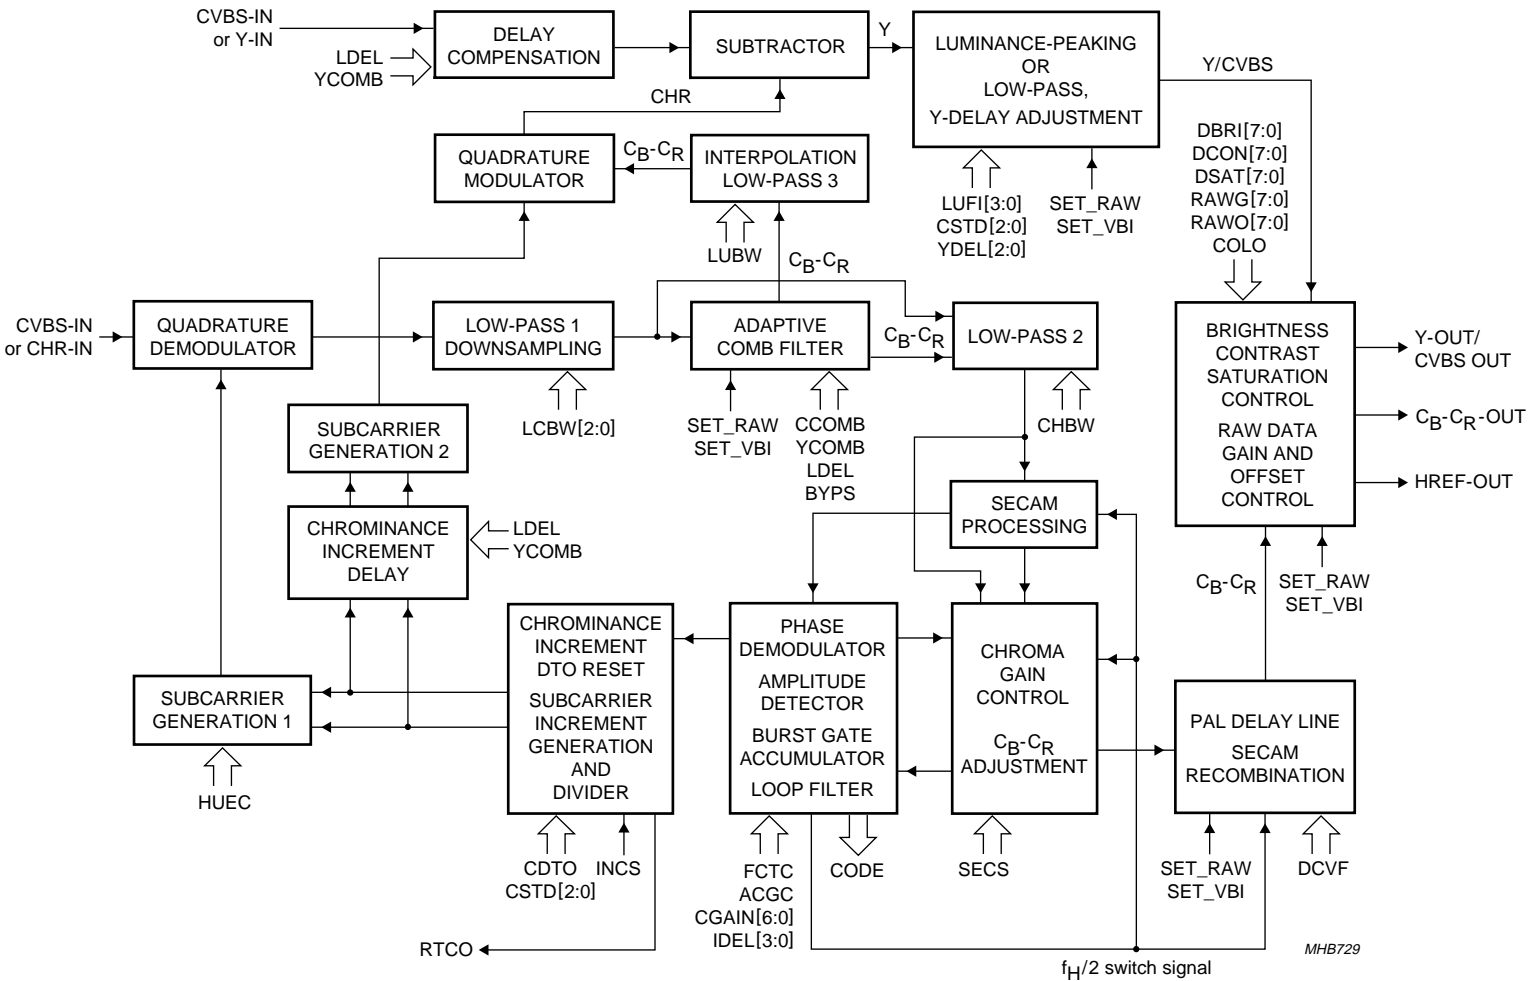 CVBS-IN
or Y-IN
LDEL
YCOMB
DELAY
COMPENSATION
SUBTRACTOR
Y
LUMINANCE-PEAKING
OR
LOW-PASS,
Y-DELAY ADJUSTMENT
Y/CVBS
CHR
QUADRATURE
MODULATOR
CB-CR
INTERPOLATION
LOW-PASS 3
LUBW
CB-CR
LUFI[3:0]
CSTD[2:0]
YDEL[2:0]
SET_RAW
SET_VBI
DBRI[7:0]
DCON[7:0]
DSAT[7:0]
RAWG[7:0]
RAWO[7:0]
COLO
CVBS-IN
or CHR-IN
QUADRATURE
DEMODULATOR
LOW-PASS 1
DOWNSAMPLING
LCBW[2:0]
ADAPTIVE
COMB FILTER
CB-CR
LOW-PASS 2
SET_RAW
SET_VBI
CCOMB
YCOMB
LDEL
BYPS
CHBW
BRIGHTNESS
CONTRAST
SATURATION
CONTROL
RAW DATA
GAIN AND
OFFSET
CONTROL
Y-OUT/
CVBS OUT
CB-CR-OUT
HREF-OUT
SUBCARRIER
GENERATION 2
CHROMINANCE
INCREMENT
DELAY
LDEL
YCOMB
SECAM
PROCESSING
CB-CR
SET_RAW
SET_VBI
SUBCARRIER
GENERATION 1
HUEC
CHROMINANCE
INCREMENT
DTO RESET
SUBCARRIER
INCREMENT
GENERATION
AND
DIVIDER
CDTO
CSTD[2:0]
INCS
RTCO
PHASE
DEMODULATOR
AMPLITUDE
DETECTOR
BURST GATE
ACCUMULATOR
LOOP FILTER
FCTC
ACGC
CGAIN[6:0]
IDEL[3:0]
CODE
CHROMA
GAIN
CONTROL
CB-CR
ADJUSTMENT
SECS
PAL DELAY LINE
SECAM
RECOMBINATION
SET_RAW
SET_VBI
DCVF
fH/2 switch signal
MHB729